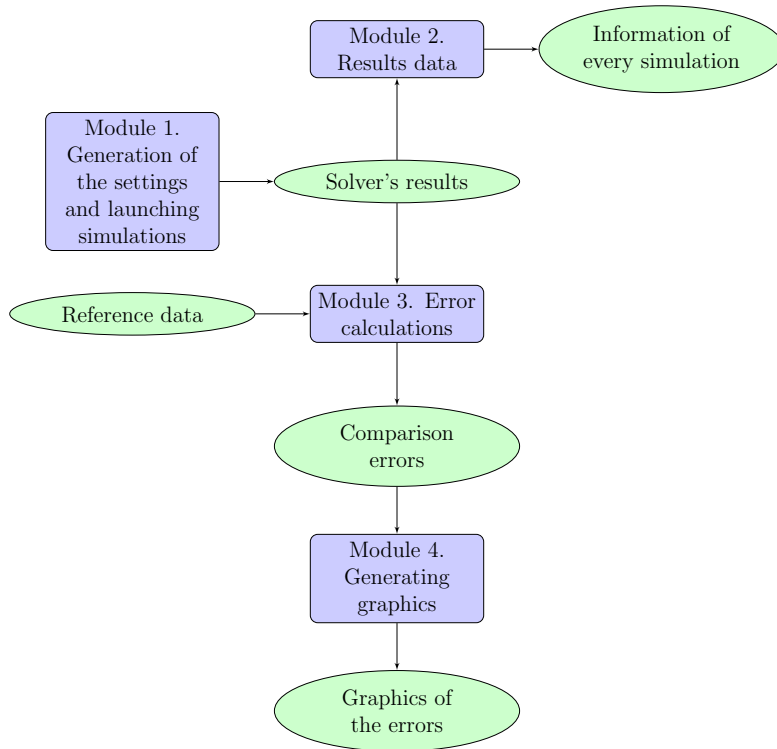 Module 2.
Results data
Information of
every simulation
Module 1.
Generation of
the settings
and launching
simulations
Solver's results
Reference data
Module 3. Error
calculations
Comparison
errors
Module 4.
Generating
graphics
Graphics of
the errors